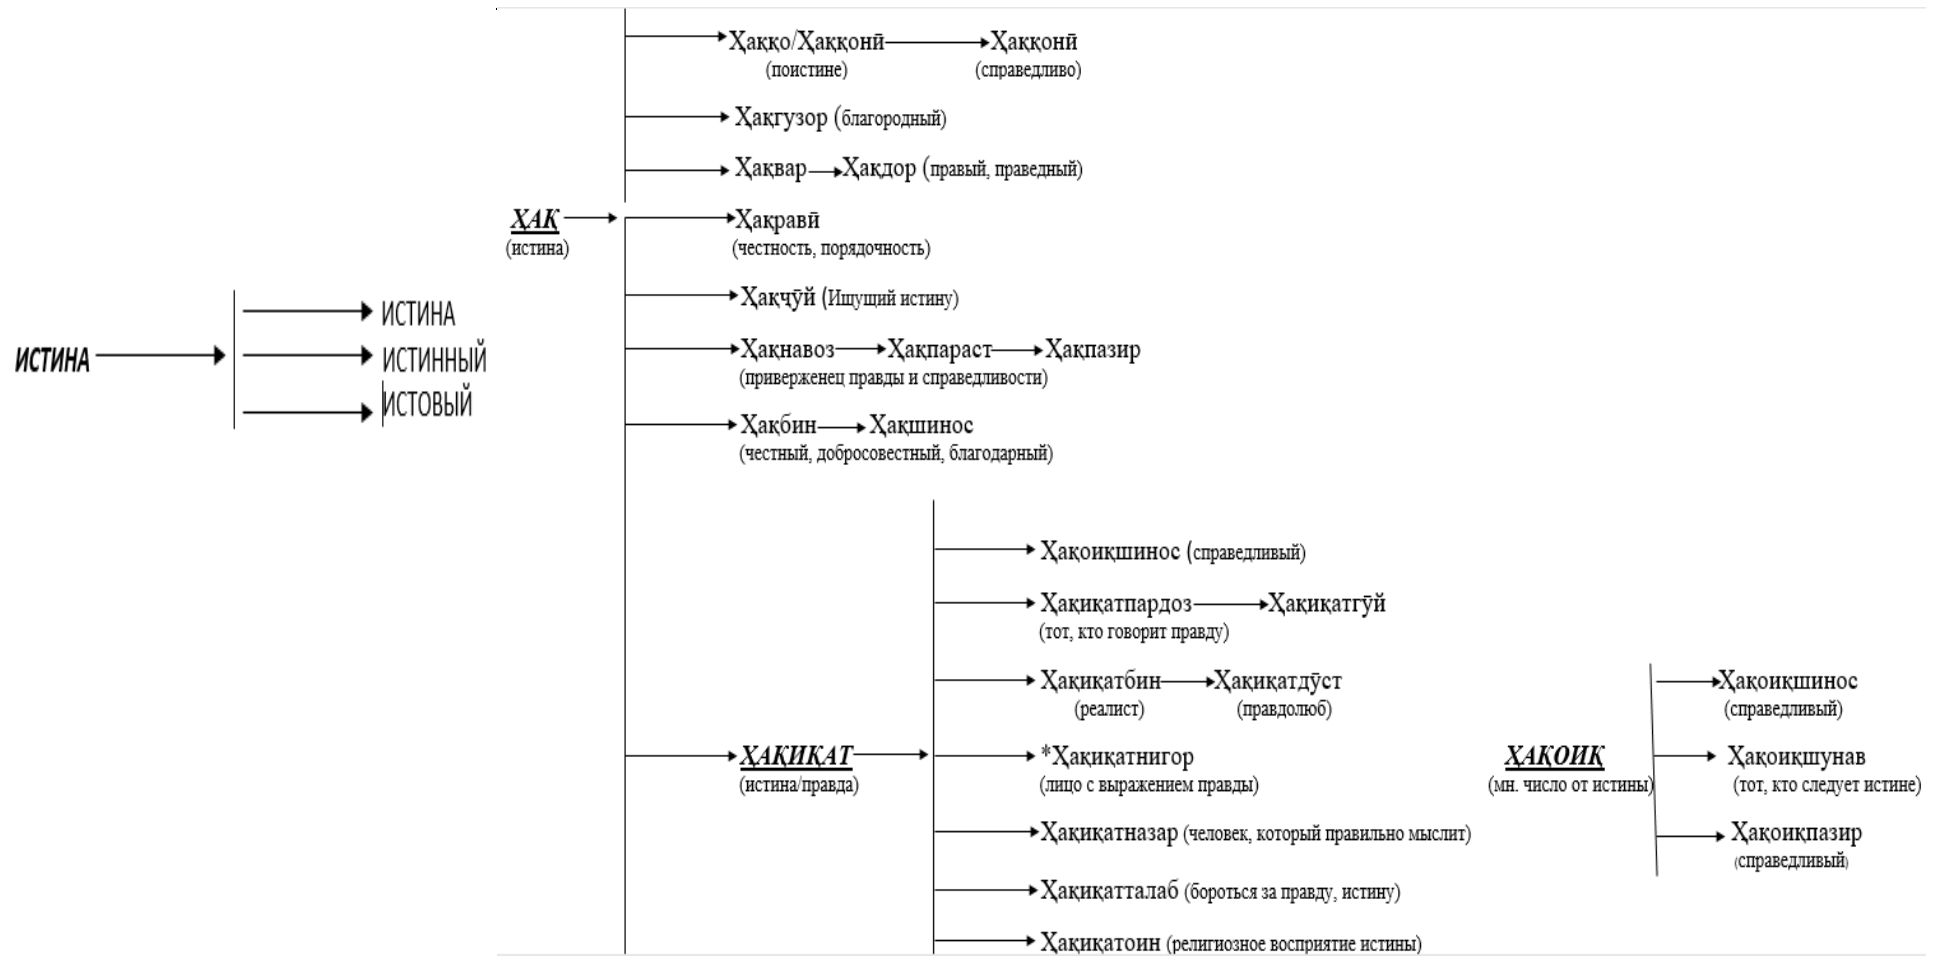 ИСТИНА
ИСТИНА
ИСТИННЫЙ
ИСТОВЫЙ
ҲАҚ
(истина)
Ҳаққо/Ҳаққонӣ Ҳаққонӣ
(поистине) (справедливо)
Ҳақгузор (благородный)
Ҳақвар Ҳақдор (правый, праведный)
Ҳақравӣ
(честность, порядочность)
Ҳақҷӯй (Ищущий истину)
Ҳақнавоз Ҳақпараст Ҳақпазир
(приверженец правды и справедливости)
Ҳақбин Ҳақшинос
(честный, добросовестный, благодарный)
ҲАҚИҚАТ
(истина/правда)
Ҳақоиқшинос (справедливый)
Ҳақиқатпардоз Ҳақиқатгӯй
(тот, кто говорит правду)
Ҳақиқатбин Ҳақиқатдӯст
(реалист) (правдолюб)
*Ҳақиқатнигор
(лицо с выражением правды)
Ҳақиқатназар (человек, который правильно мыслит)
Ҳақиқатталаб (бороться за правду, истину)
Ҳақиқатоин (религиозное восприятие истины)
ҲАҚОИҚ
(мн. число от истины)
Ҳақоиқшинос
(справедливый)
Ҳақоиқшунав
(тот, кто следует истине)
Ҳақоиқпазир
(справедливый)